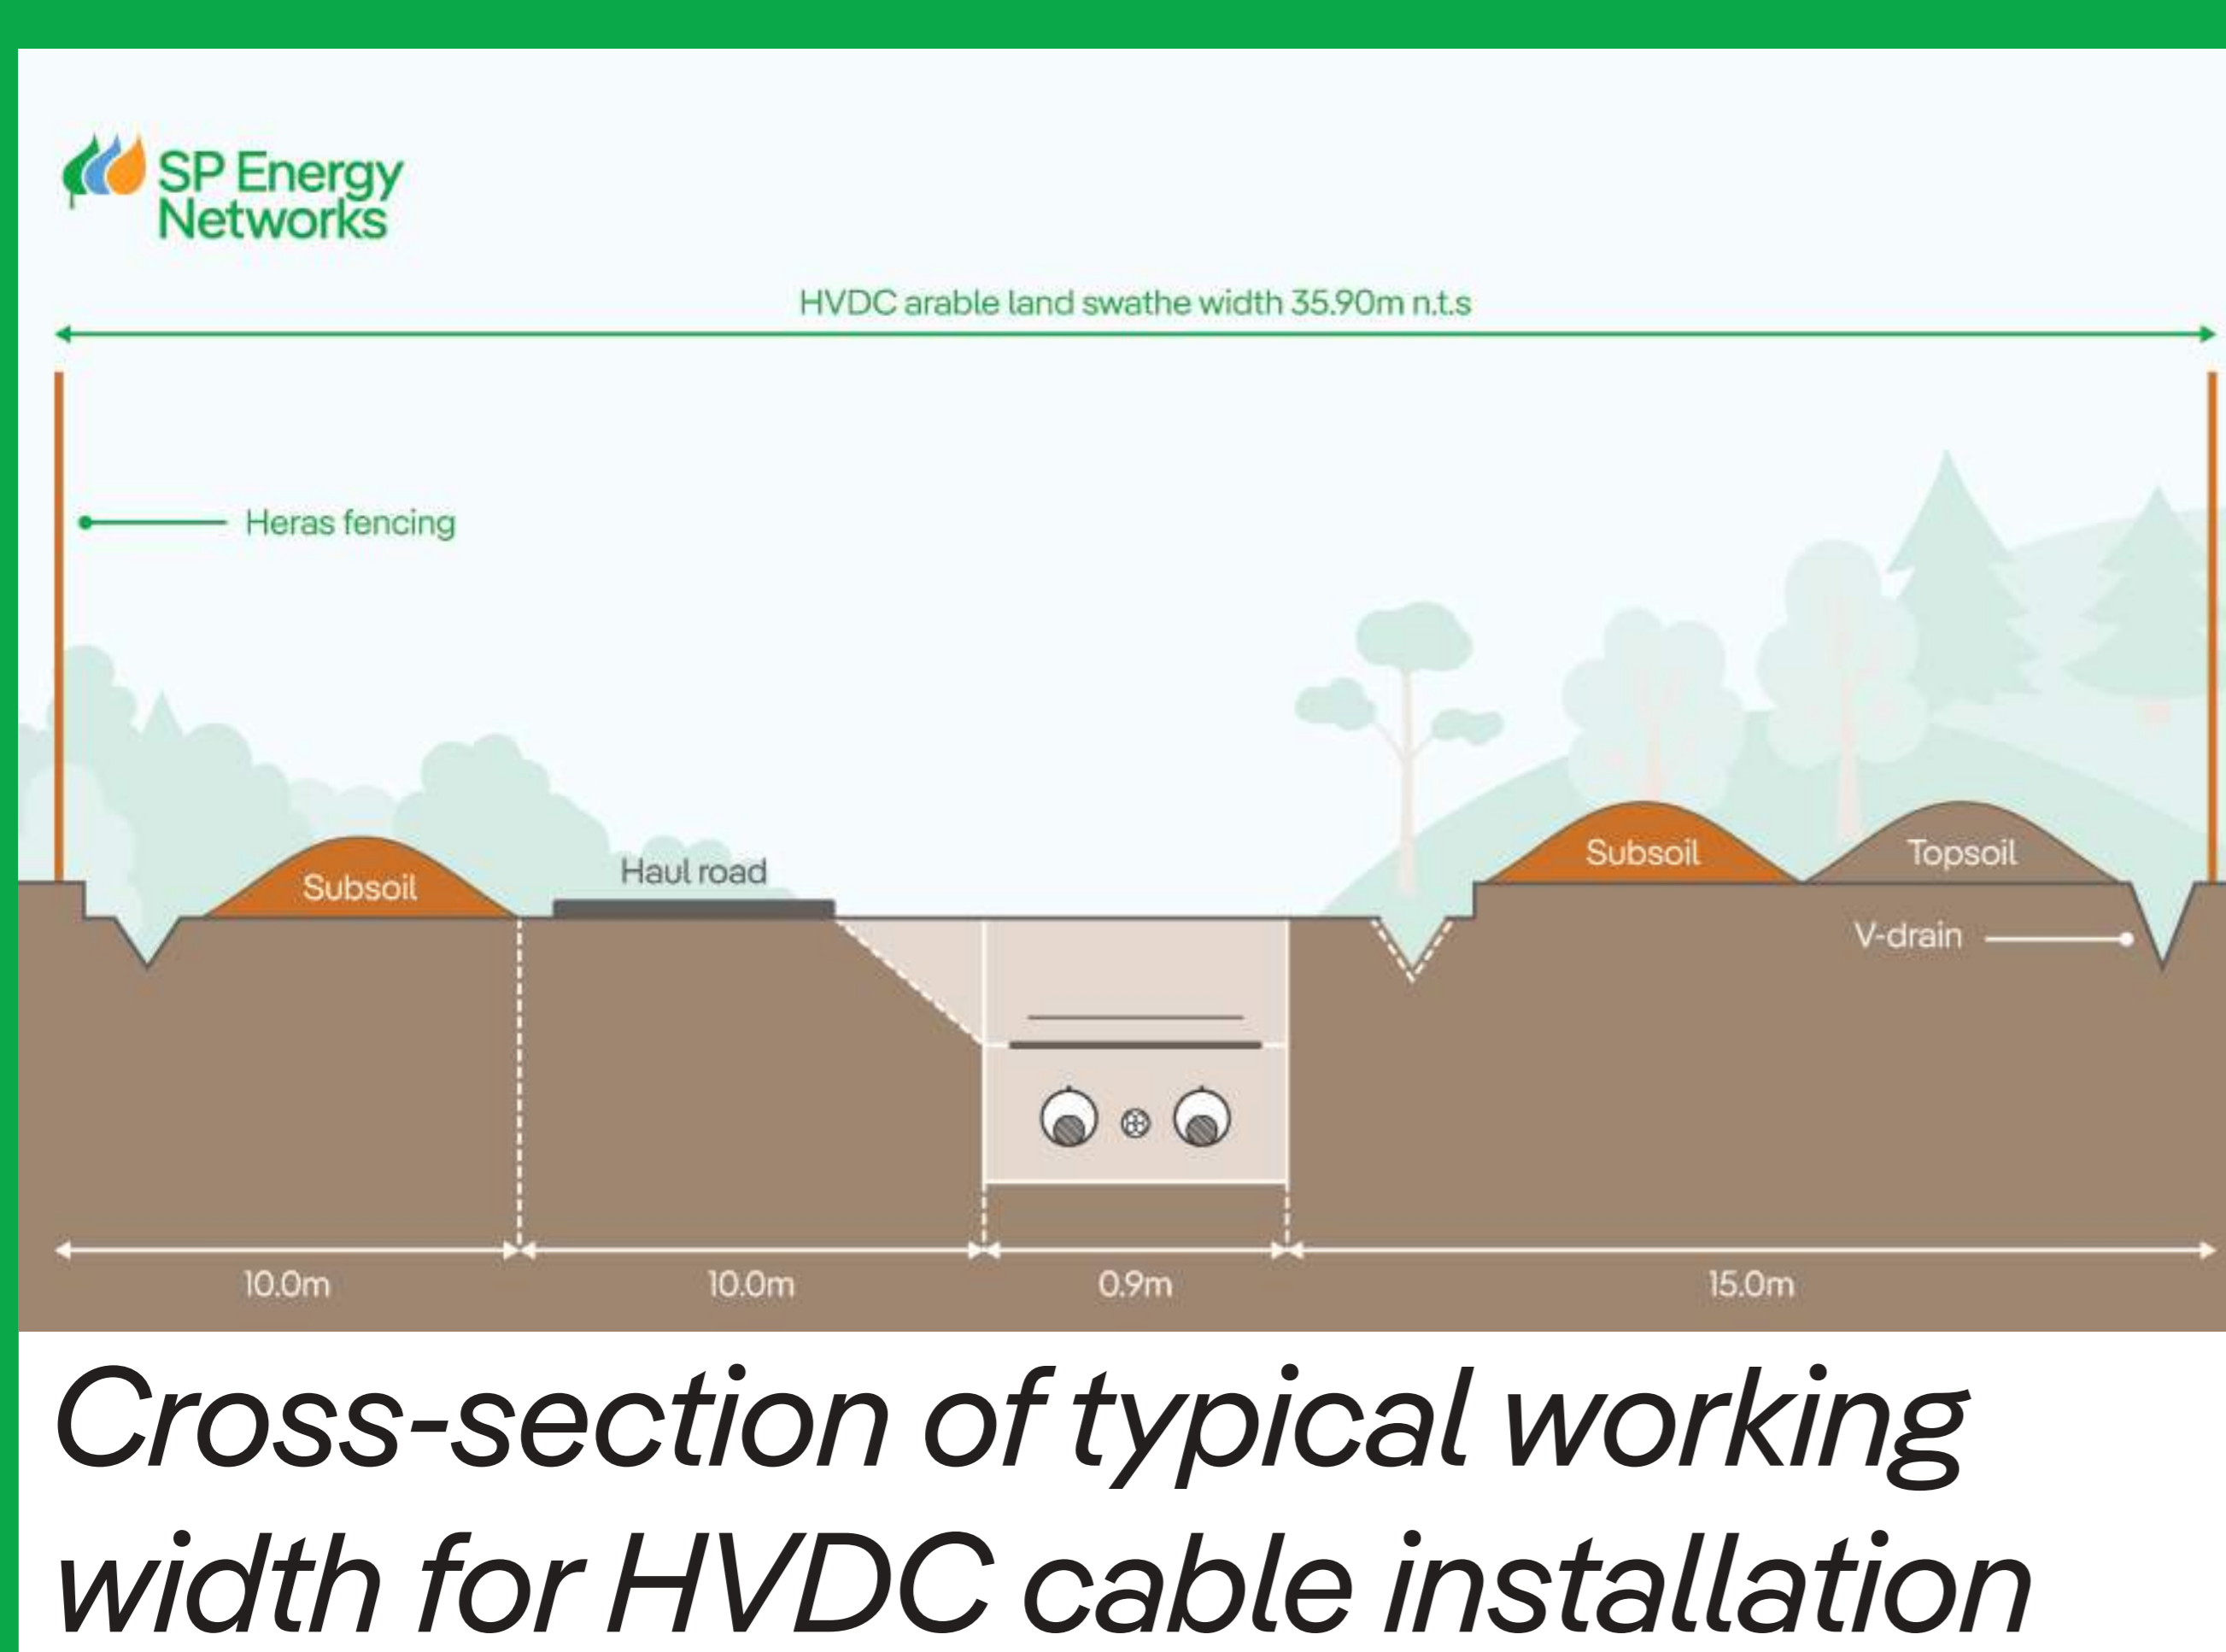 SP Energy
Networks
HVDC arable land swathe width 35.90m n.t.s
Heras fencing
Subsoil
Haul road
Subsoil
Topsoil
V-drain
10.0m
10.0m
0.9m
15.0m
Cross-section of typical working
width for HVDC cable installation